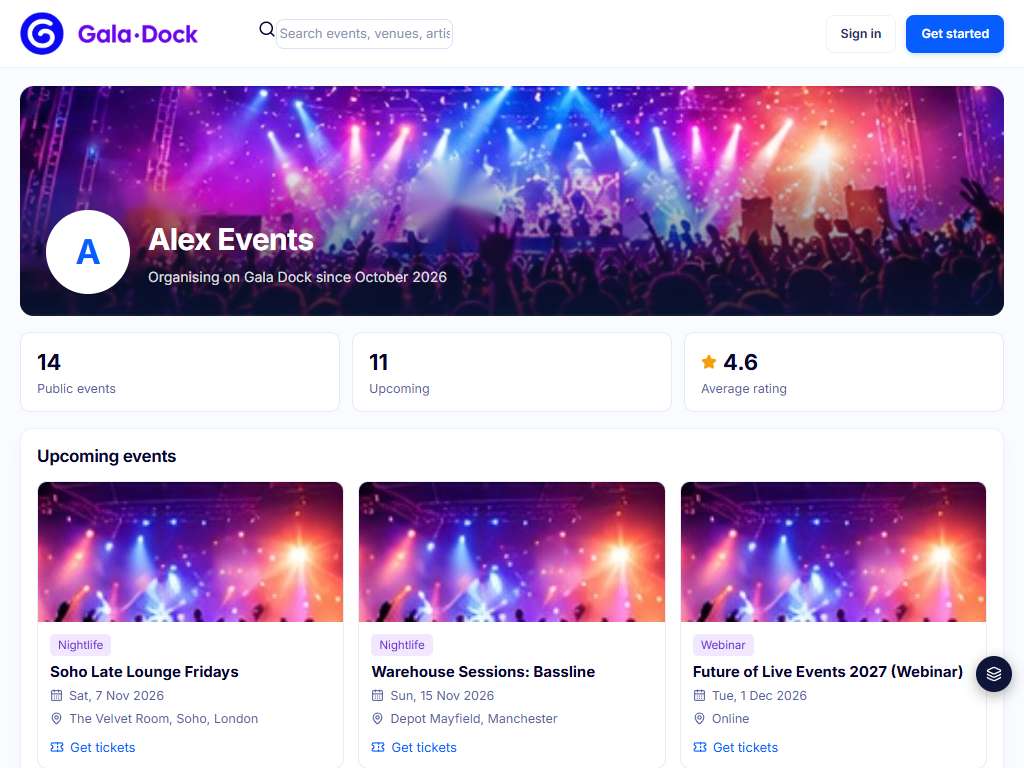 Gala·Dock
Search events, venues, artis
Sign in
Get started
A
Alex Events
Organising on Gala Dock since October 2026
14
Public events
11
Upcoming
4.6
Average rating
Upcoming events
Nightlife
Soho Late Lounge Fridays
Sat, 7 Nov 2026
The Velvet Room, Soho, London
Get tickets
Nightlife
Warehouse Sessions: Bassline
Sun, 15 Nov 2026
Depot Mayfield, Manchester
Get tickets
Webinar
Future of Live Events 2027 (Webinar)
Tue, 1 Dec 2026
Online
Get tickets